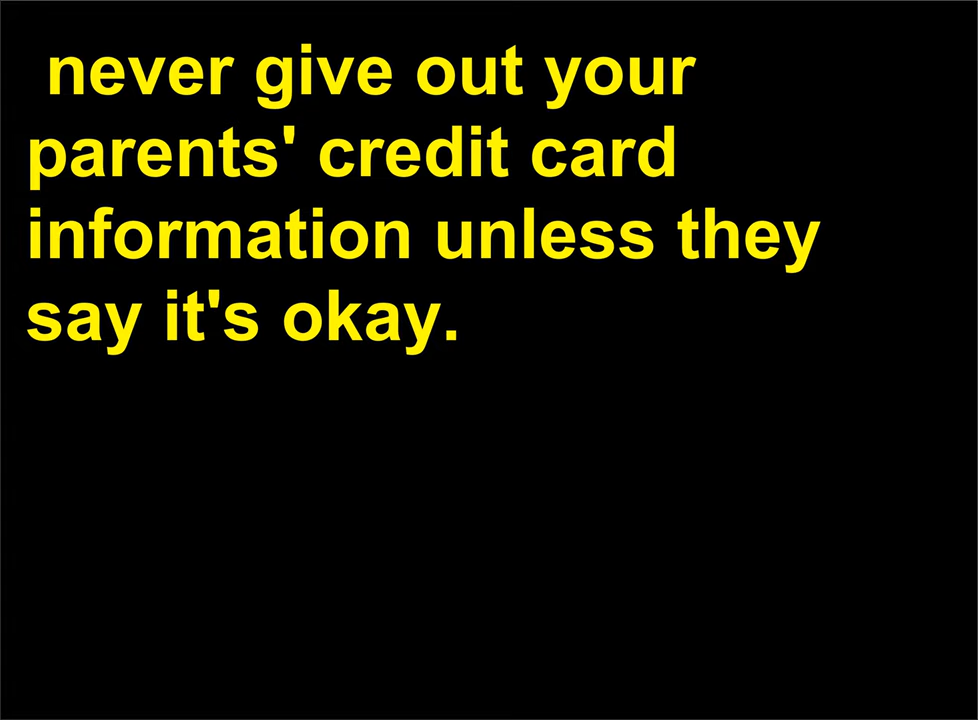 never give out your
parents' credit card
information unless they
say it's okay.